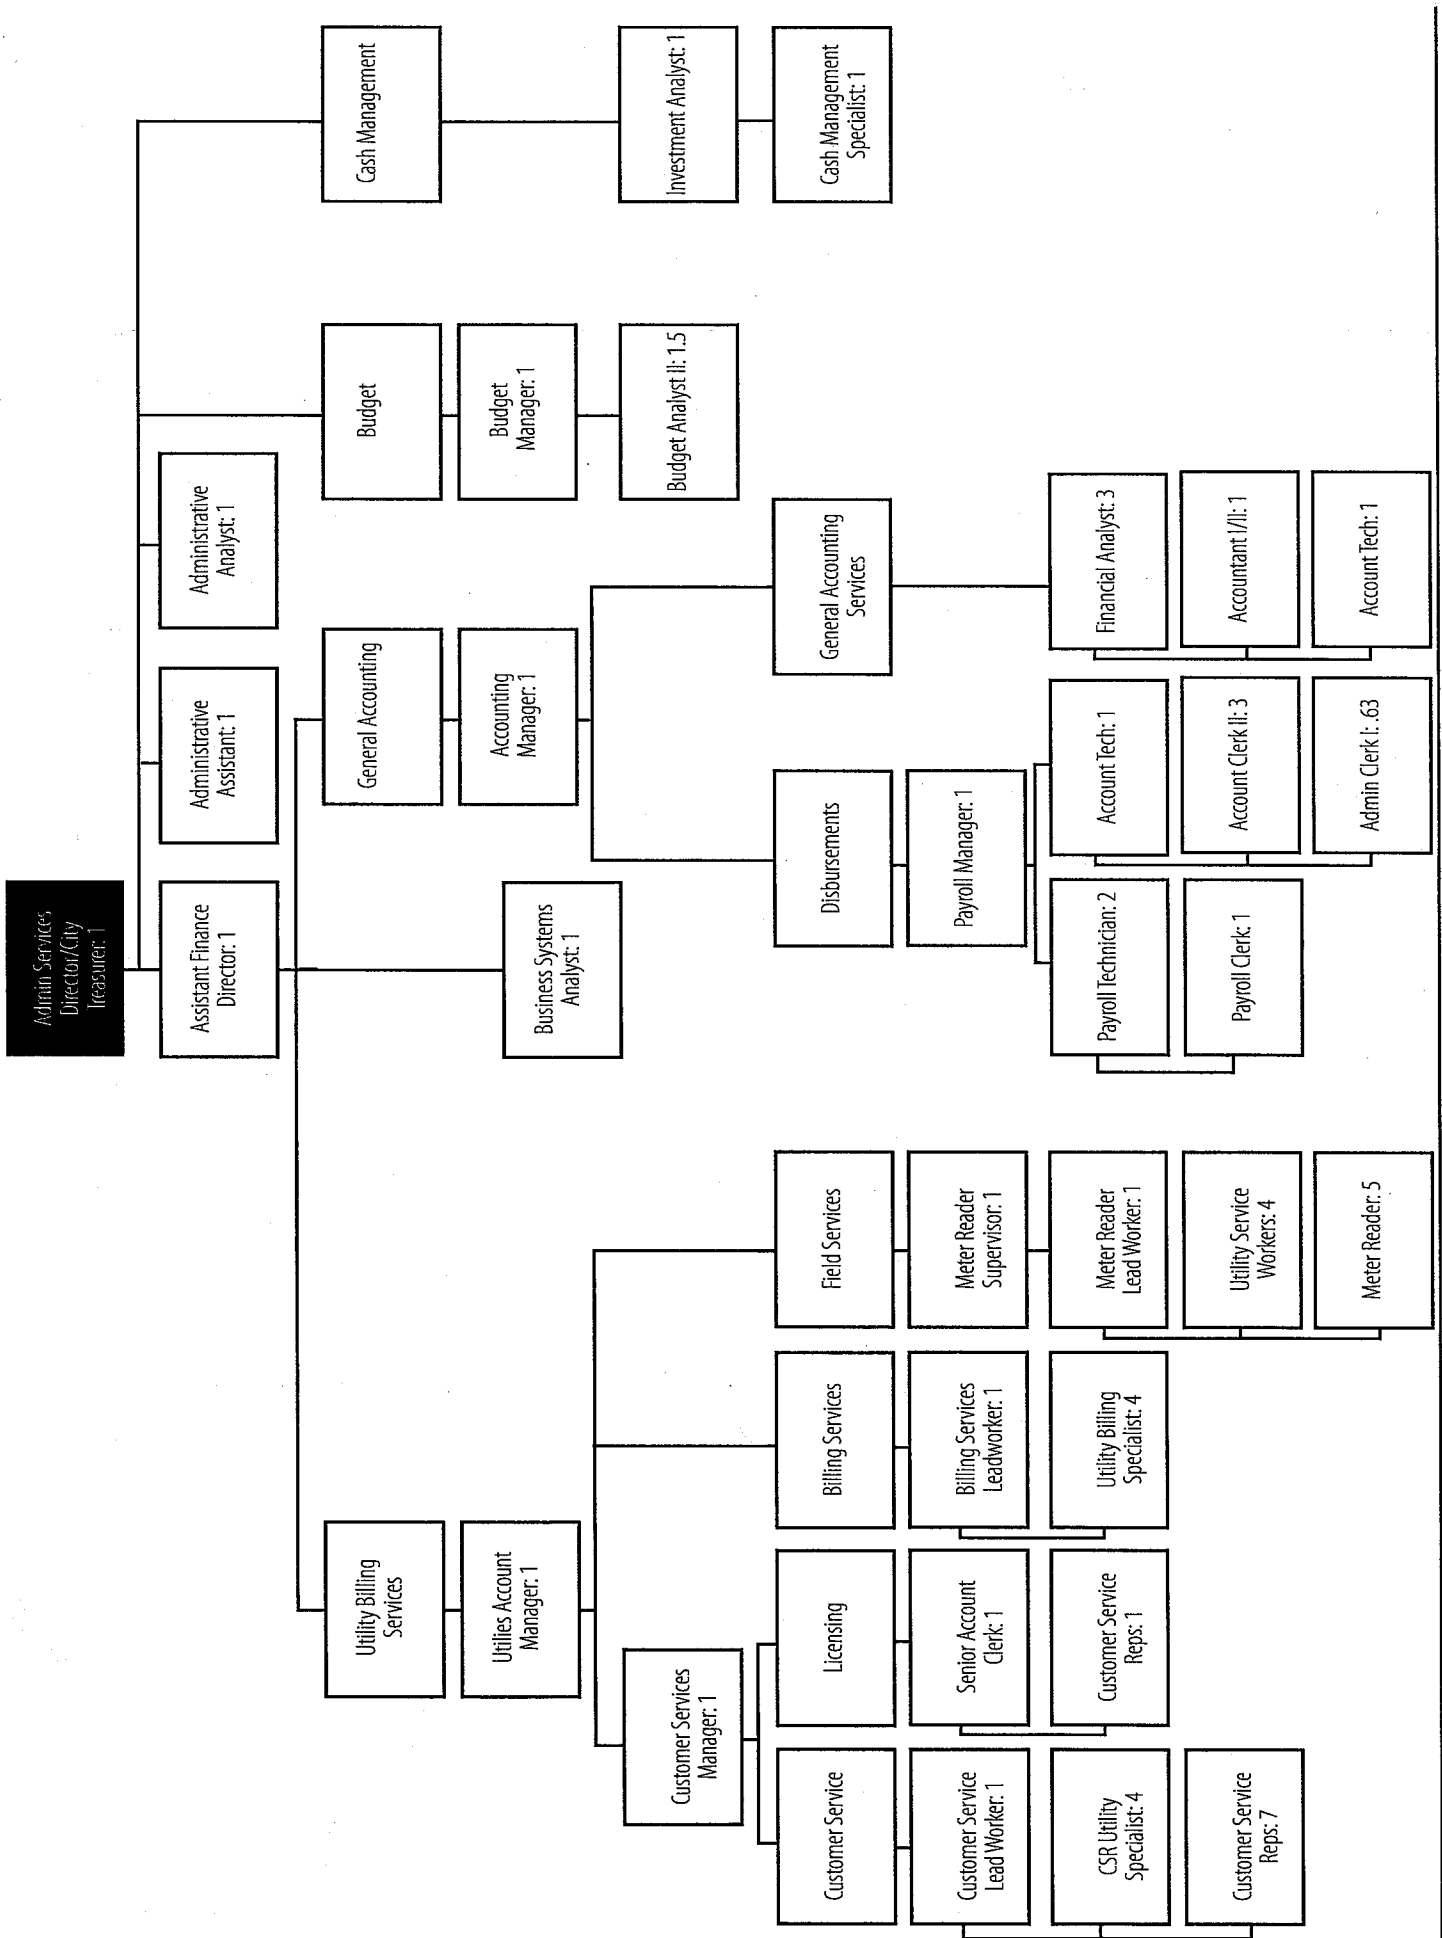 Admin Services
Director/City
Treasurer: 1
Assistant Finance
Director: 1
Administrative
Assistant: 1
Administrative
Analyst: 1
Utility Billing
Services
General Accounting
Budget
Cash Management
Utilies Account
Manager: 1
Accounting
Manager: 1
Budget
Manager: 1
Business Systems
Analyst: 1
Customer Services
Manager: 1
Budget Analyst II: 1.5
Investment Analyst: 1
Customer Service
Licensing
Billing Services
Field Services
Disbursements
General Accounting
Services
Cash Management
Specialist: 1
Customer Service
Lead Worker: 1
Senior Account
Clerk: 1
Billing Services
Leadworker: 1
Meter Reader
Supervisor: 1
Payroll Manager: 1
CSR Utility
Specialist: 4
Customer Service
Reps: 1
Utility Billing
Specialist: 4
Meter Reader
Lead Worker: 1
Payroll Technician: 2
Account Tech: 1
Financial Analyst: 3
Customer Service
Reps: 7
Utility Service
Workers: 4
Payroll Clerk: 1
Account Clerk II: 3
Accountant I/II: 1
Meter Reader: 5
Admin Clerk I: .63
Account Tech: 1